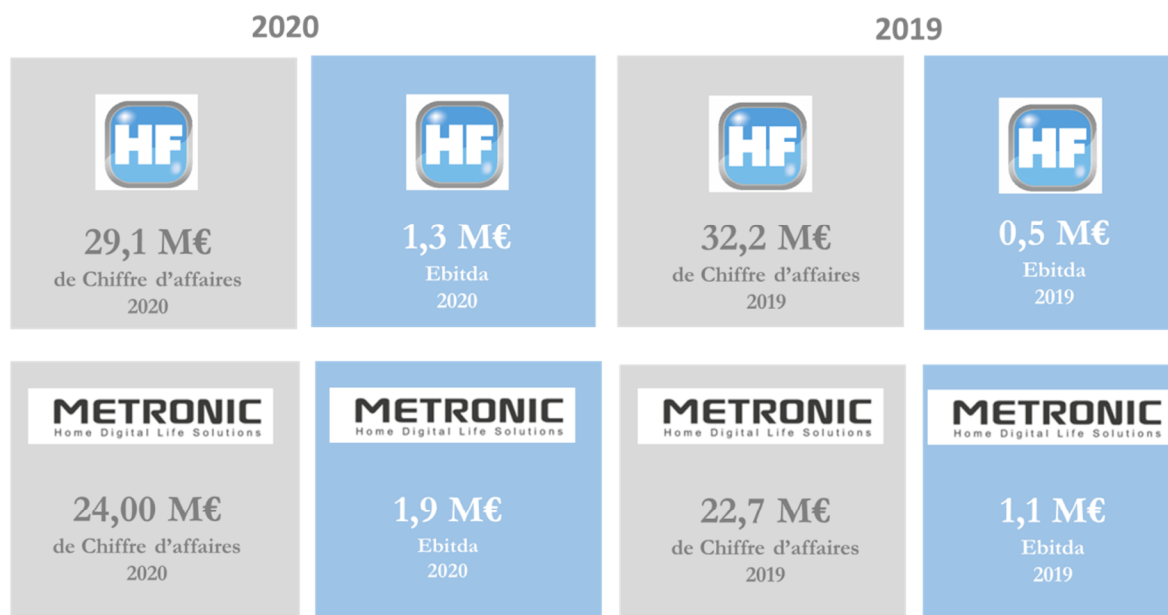 2020
2019
HF
29,1 M€
de Chiffre d'affaires
2020
HF
1,3 M€
Ebitda
2020
HF
32,2 M€
de Chiffre d'affaires
2019
HF
0,5 M€
Ebitda
2019
METRONIC
Home Digital Life Solutions
24,00 M€
de Chiffre d'affaires
2020
METRONIC
Home Digital Life Solutions
1,9 M€
Ebitda
2020
METRONIC
Home Digital Life Solutions
22,7 M€
de Chiffre d'affaires
2019
METRONIC
Home Digital Life Solutions
1,1 M€
Ebitda
2019